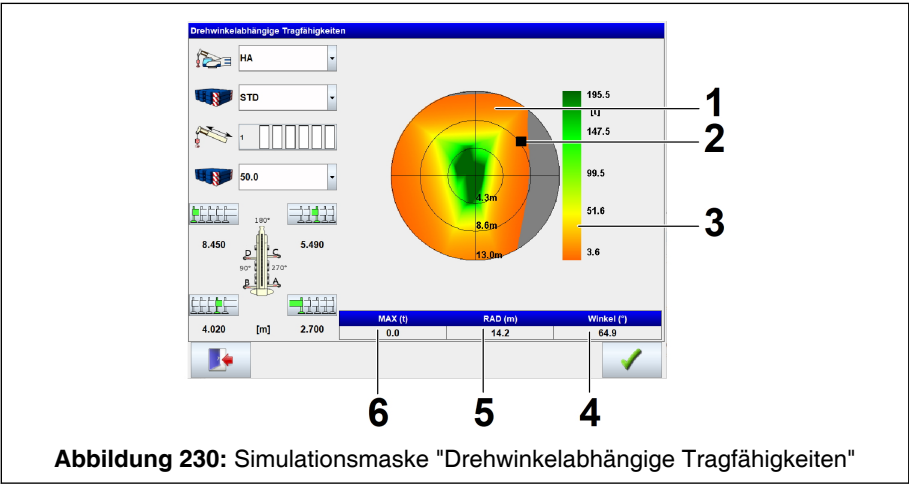 Drehwinkelabhängige Tragfähigkeiten
HA
STD
1
50.0
8.450
5.490
180°
D
C
90°
270°
B
A
4.020
[m]
2.700
4.3m
8.6m
13.0m
195.5
[t]
147.5
99.5
51.6
3.6
1
2
3
MAX (t)
RAD (m)
Winkel (°)
0.0
14.2
64.9
6
5
4
Abbildung 230: Simulationsmaske "Drehwinkelabhängige Tragfähigkeiten"